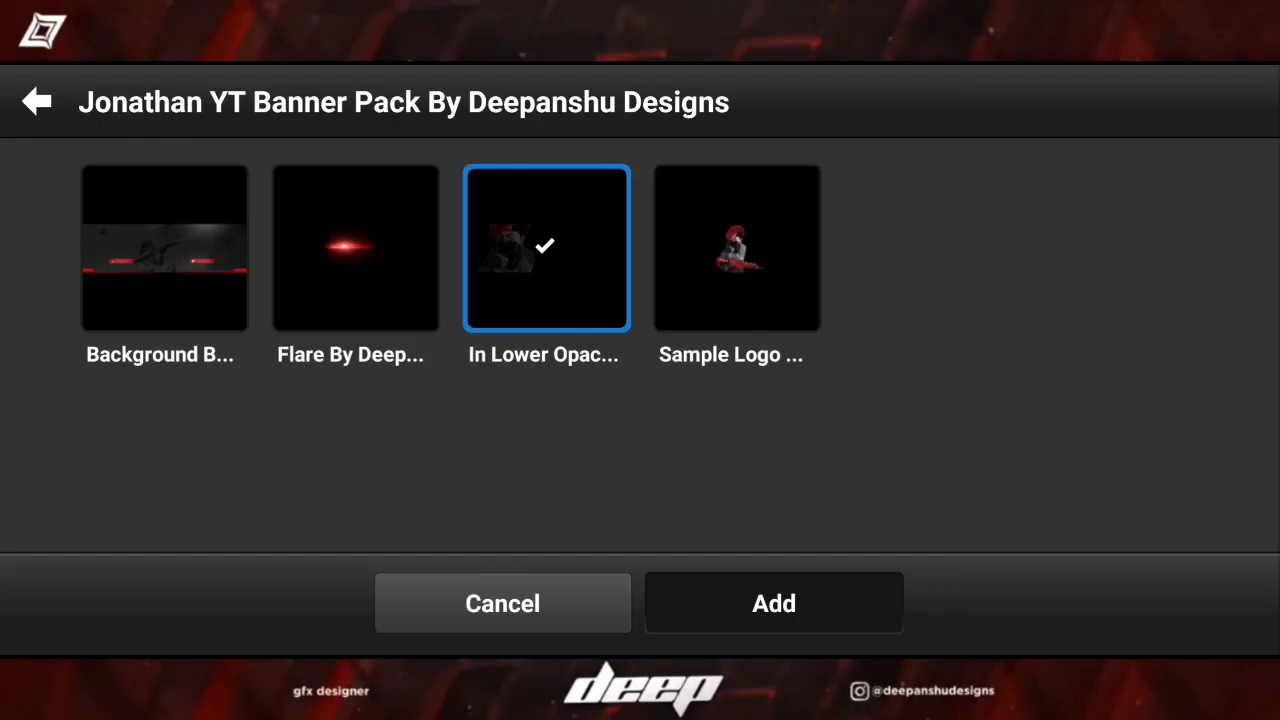 Jonathan YT Banner Pack By Deepanshu Designs
Background B...
Flare By Deep...
In Lower Opac...
Sample Logo ...
Cancel
Add
gfx designer
deep
@deepanshudesigns